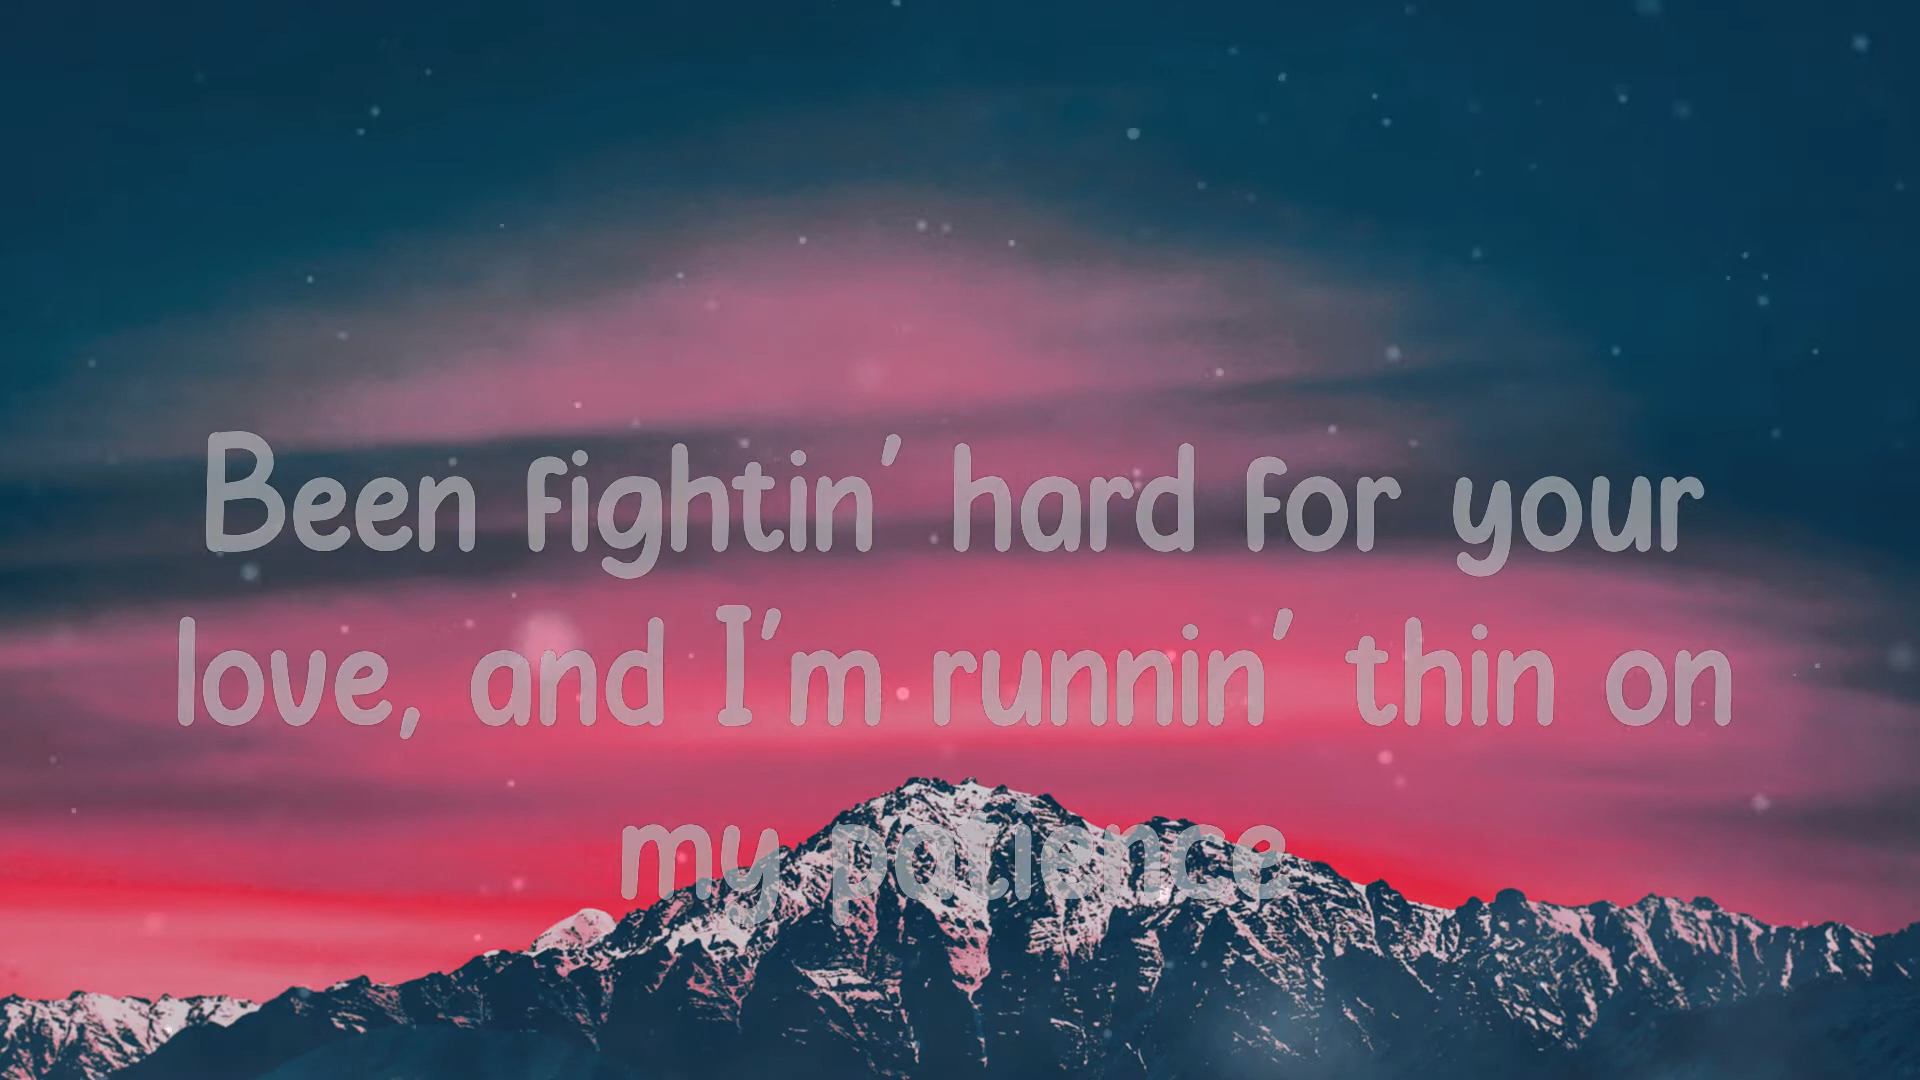 Been fightin' hard for your
love, and I'm runnin' thin on
my patience